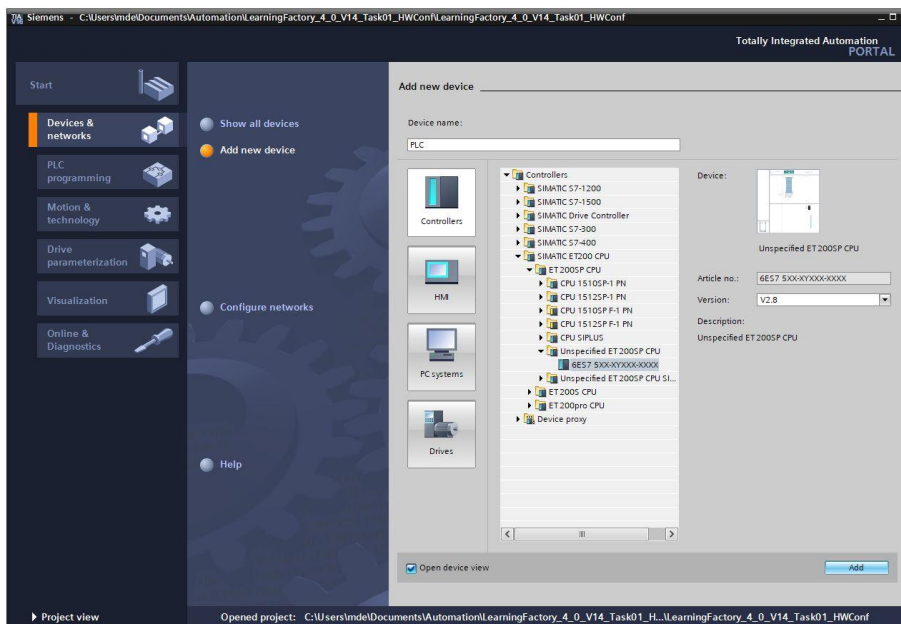 Siemens - C:\Users\mde\Documents\Automation\LearningFactory_4_0_V14_Task01_HWConf\LearningFactory_4_0_V14_Task01_HWConf
Totally Integrated Automation
PORTAL
Start
Devices &
networks
PLC
programming
Motion &
technology
Drive
parameterization
Visualization
Online &
Diagnostics
Project view
Show all devices
Add new device
Configure networks
Help
Add new device
Device name:
PLC
Controllers
HMI
PC systems
Drives
Controllers
SIMATIC S7-1200
SIMATIC S7-1500
SIMATIC Drive Controller
SIMATIC S7-300
SIMATIC S7-400
SIMATIC ET200 CPU
ET 200SP CPU
CPU 1510SP-1 PN
CPU 1512SP-1 PN
CPU 1510SP F-1 PN
CPU 1512SP F-1 PN
CPU SIPLUS
Unspecified ET 200SP CPU
6ES7 5XX-XYXXX-XXXX
Unspecified ET 200SP CPU SI...
ET 200S CPU
ET 200pro CPU
Device proxy
Device:
Unspecified ET 200SP CPU
Article no.: 6ES7 5XX-XYXXX-XXXX
Version: V2.8
Description:
Unspecified ET 200SP CPU
Open device view
Add
Opened project: C:\Users\mde\Documents\Automation\LearningFactory_4_0_V14_Task01_H...\LearningFactory_4_0_V14_Task01_HWConf